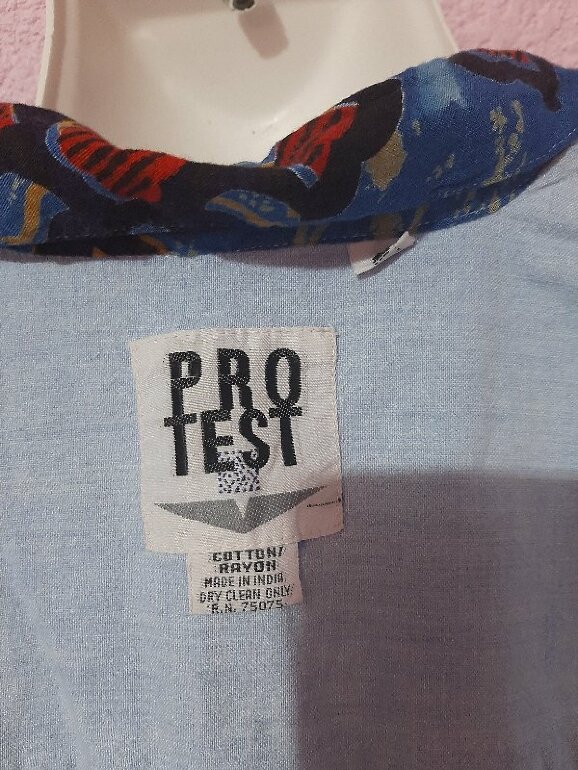 PRO
TEST
COTTON/
RAYON
MADE IN INDIA
DRY CLEAN ONLY
R.N. 75075